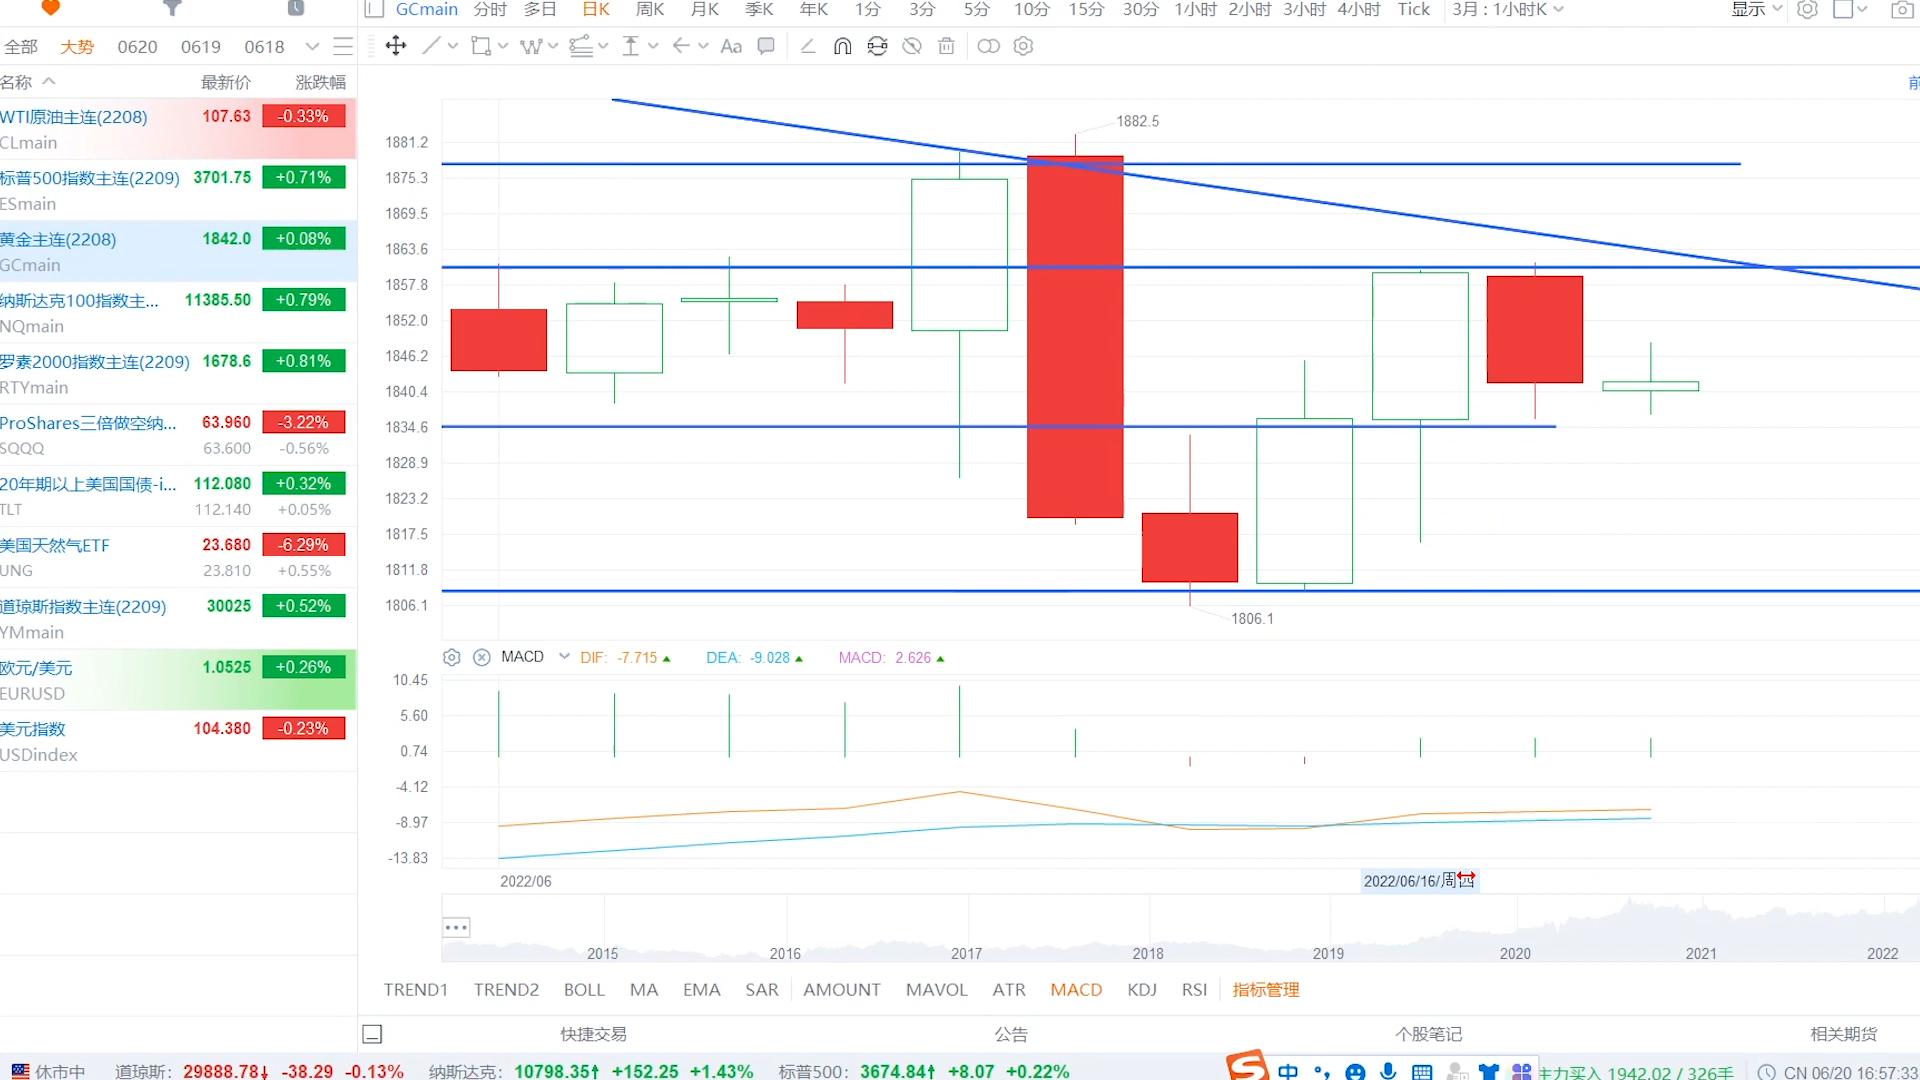 GCmain 分时 多日 日K 周K 月K 季K 年K 1分 3分 5分 10分 15分 30分 1小时 2小时 3小时 4小时 Tick 3月 : 1小时K 显示
全部 大势 0620 0619 0618
Aa
名称 最新价 涨跌幅
前
WTI原油主连(2208) 107.63 -0.33%
CLmain
标普500指数主连(2209) 3701.75 +0.71%
ESmain
黄金主连(2208) 1842.0 +0.08%
GCmain
纳斯达克100指数主... 11385.50 +0.79%
NQmain
罗素2000指数主连(2209) 1678.6 +0.81%
RTYmain
ProShares三倍做空纳... 63.960 -3.22%
SQQQ 63.600 -0.56%
20年期以上美国国债-i... 112.080 +0.32%
TLT 112.140 +0.05%
美国天然气ETF 23.680 -6.29%
UNG 23.810 +0.55%
道琼斯指数主连(2209) 30025 +0.52%
YMmain
欧元/美元 1.0525 +0.26%
EURUSD
美元指数 104.380 -0.23%
USDindex
1882.5
1881.2
1875.3
1869.5
1863.6
1857.8
1852.0
1846.2
1840.4
1834.6
1828.9
1823.2
1817.5
1811.8
1806.1
1806.1
MACD DIF: -7.715 DEA: -9.028 MACD: 2.626
10.45
5.60
0.74
-4.12
-8.97
-13.83
2022/06 2022/06/16/周四
2015 2016 2017 2018 2019 2020 2021 2022
TREND1 TREND2 BOLL MA EMA SAR AMOUNT MAVOL ATR MACD KDJ RSI 指标管理
快捷交易 公告 个股笔记 相关期货
休市中 道琼斯: 29888.78↓ -38.29 -0.13% 纳斯达克: 10798.35↑ +152.25 +1.43% 标普500: 3674.84↑ +8.07 +0.22% 中 主力买入 1942.02 / 326手 CN 06/20 16:57:33